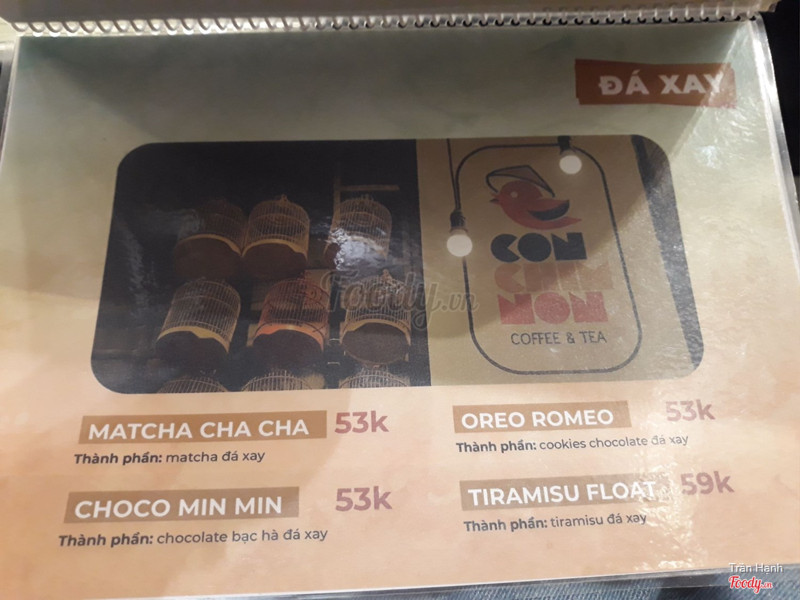 ĐÁ XAY
CON
CHIM
NON
COFFEE & TEA
Foody.vn
MATCHA CHA CHA 53k
Thành phần: matcha đá xay
OREO ROMEO 53k
Thành phần: cookies chocolate đá xay
CHOCO MIN MIN 53k
Thành phần: chocolate bạc hà đá xay
TIRAMISU FLOAT 59k
Thành phần: tiramisu đá xay
Trần Hạnh
Foody.vn